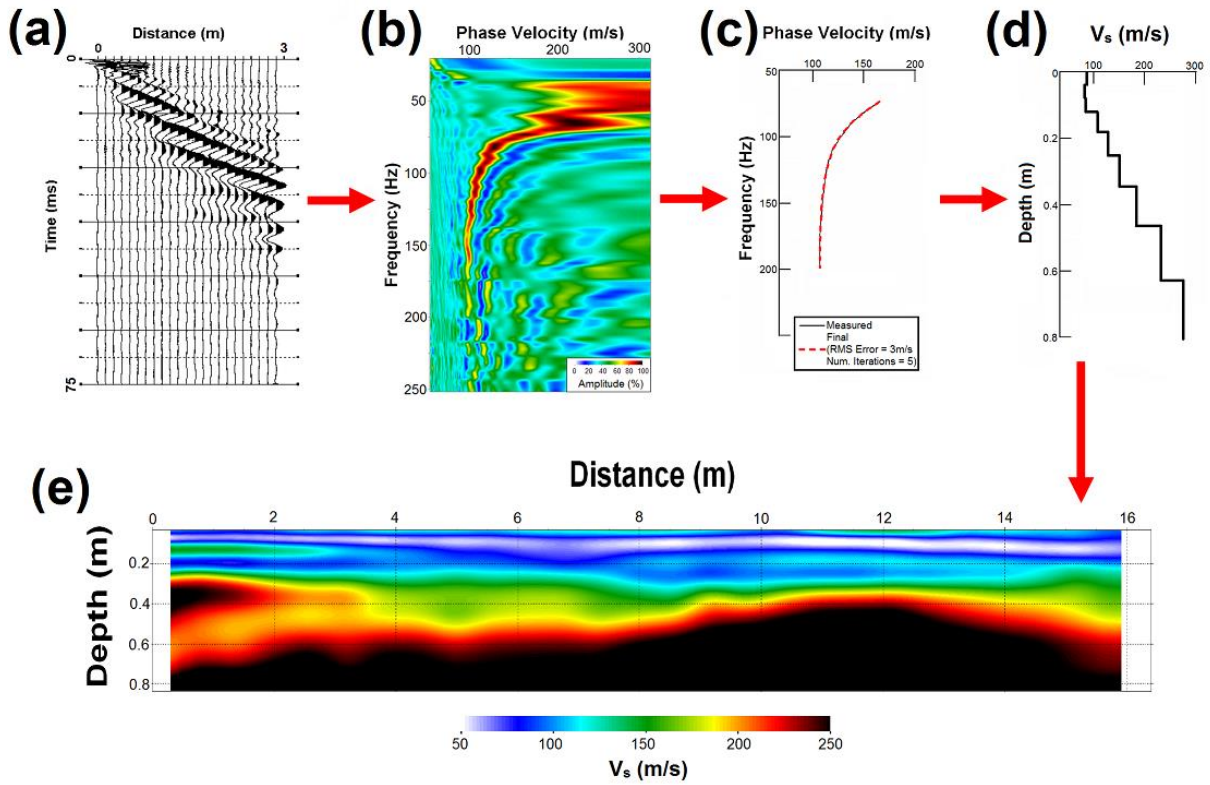 (a)
Distance (m)
0 3
0
Time (ms)
75
(b)
Phase Velocity (m/s)
100 200 300
Frequency (Hz)
50
100
150
200
250
0 20 40 60 80 100
Amplitude (%)
(c)
Phase Velocity (m/s)
100 150 200
Frequency (Hz)
50
100
150
200
Measured
Final
(RMS Error = 3m/s
Num. Iterations = 5)
(d)
Vs (m/s)
0 100 200 300
Depth (m)
0
0.2
0.4
0.6
0.8
(e)
Distance (m)
0 2 4 6 8 10 12 14 16
Depth (m)
0.2
0.4
0.6
0.8
50 100 150 200 250
Vs (m/s)